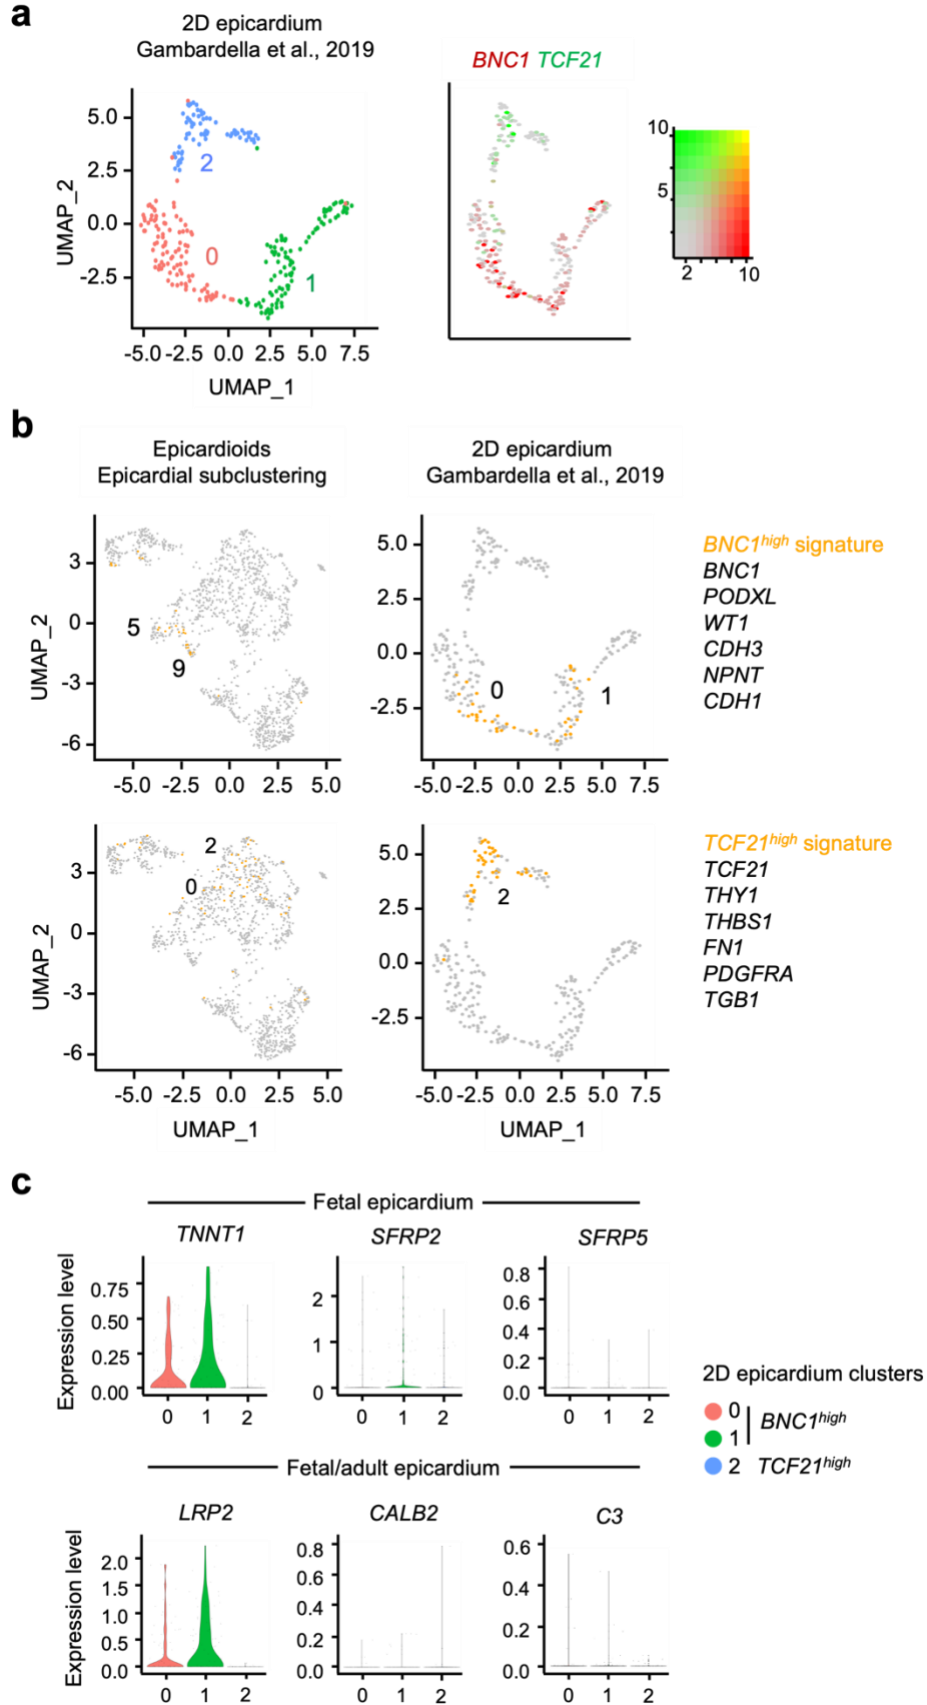 a
2D epicardium
Gambardella et al., 2019
BNC1 TCF21
UMAP_2
5.0
2.5
0.0
-2.5
2
0
1
-5.0 -2.5 0.0 2.5 5.0 7.5
UMAP_1
10
5
2 10
b
Epicardioids
Epicardial subclustering
2D epicardium
Gambardella et al., 2019
UMAP_2
3
0
-3
-6
5
9
-5.0 -2.5 0.0 2.5 5.0
5.0
2.5
0.0
-2.5
0
1
-5.0 -2.5 0.0 2.5 5.0 7.5
BNC1high signature
BNC1
PODXL
WT1
CDH3
NPNT
CDH1
UMAP_2
3
0
-3
-6
2
0
-5.0 -2.5 0.0 2.5 5.0
UMAP_1
5.0
2.5
0.0
-2.5
2
-5.0 -2.5 0.0 2.5 5.0 7.5
UMAP_1
TCF21high signature
TCF21
THY1
THBS1
FN1
PDGFRA
TGB1
c
Fetal epicardium
TNNT1
SFRP2
SFRP5
Expression level
0.75
0.50
0.25
0.00
0 1 2
2
1
0
0 1 2
0.8
0.6
0.4
0.2
0.0
0 1 2
2D epicardium clusters
0
1
BNC1high
2 TCF21high
Fetal/adult epicardium
LRP2
CALB2
C3
Expression level
2.0
1.5
1.0
0.5
0.0
0 1 2
0.8
0.6
0.4
0.2
0.0
0 1 2
0.6
0.4
0.2
0.0
0 1 2